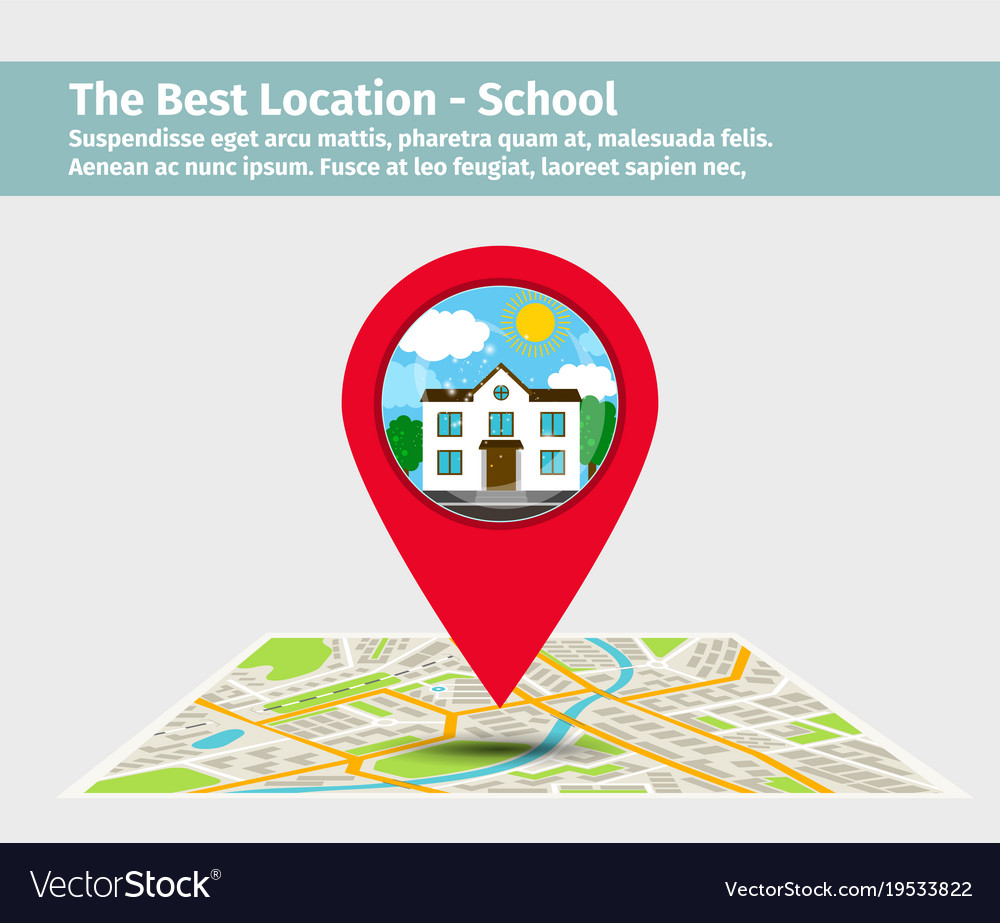 The Best Location - School
Suspendisse eget arcu mattis, pharetra quam at, malesuada felis.
Aenean ac nunc ipsum. Fusce at leo feugiat, laoreet sapien nec,
VectorStock®
VectorStock.com/19533822